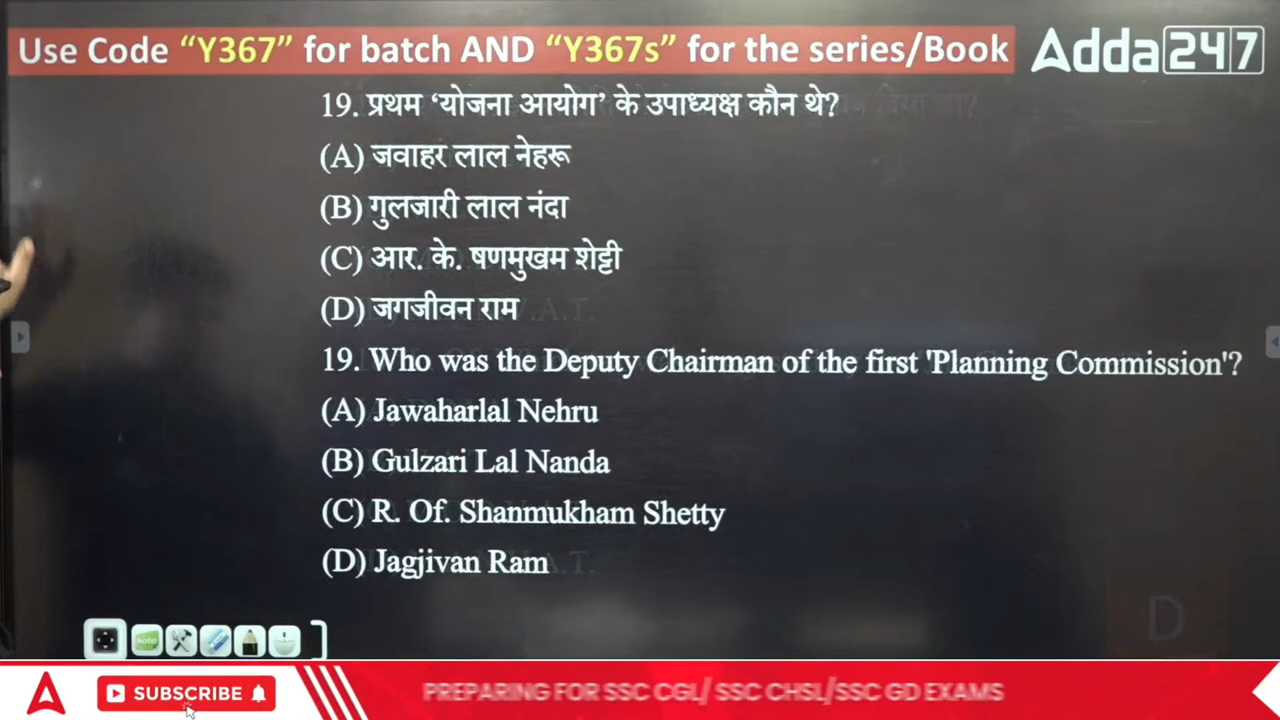 Use Code “Y367” for batch AND “Y367s” for the series/Book
Adda247
19. प्रथम ‘योजना आयोग’ के उपाध्यक्ष कौन थे?
(A) जवाहर लाल नेहरू
(B) गुलजारी लाल नंदा
(C) आर. के. षणमुखम शेट्टी
(D) जगजीवन राम
19. Who was the Deputy Chairman of the first 'Planning Commission'?
(A) Jawaharlal Nehru
(B) Gulzari Lal Nanda
(C) R. Of. Shanmukham Shetty
(D) Jagjivan Ram
D
NOTE
SUBSCRIBE
PREPARING FOR SSC CGL/ SSC CHSL/SSC GD EXAMS